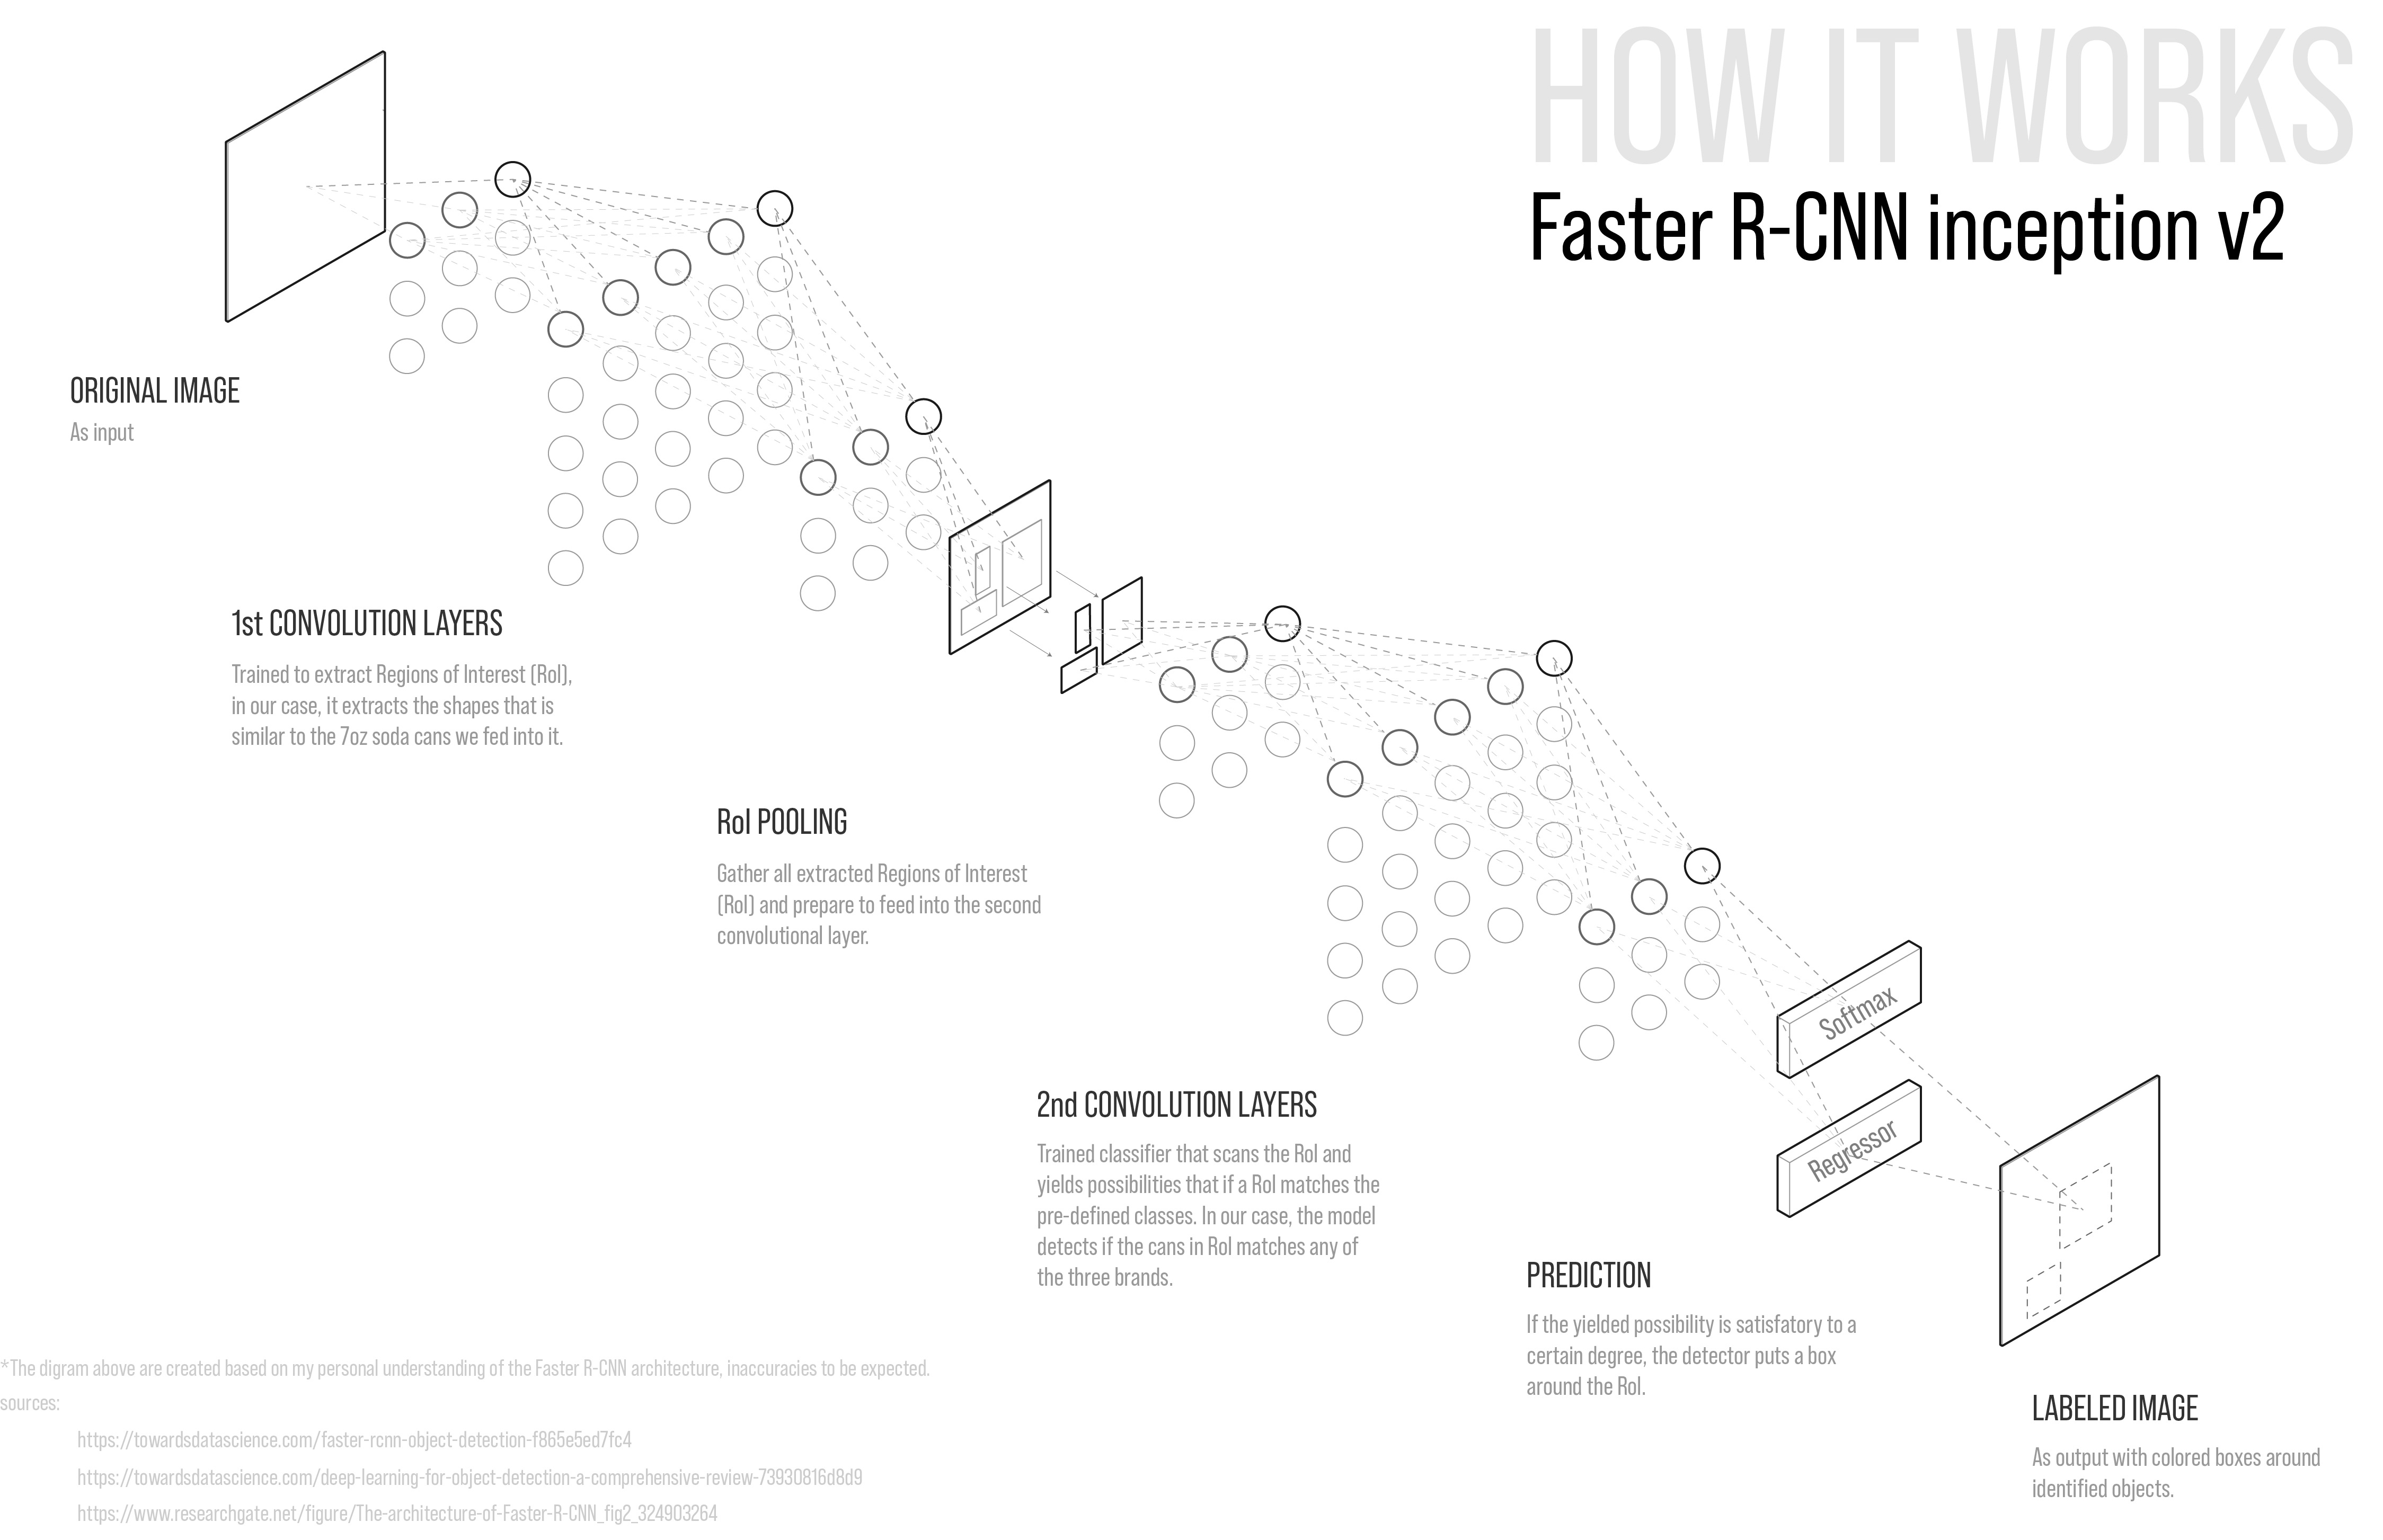 HOW IT WORKS
Faster R-CNN inception v2
ORIGINAL IMAGE
As input
1st CONVOLUTION LAYERS
Trained to extract Regions of Interest (RoI),
in our case, it extracts the shapes that is
similar to the 7oz soda cans we fed into it.
RoI POOLING
Gather all extracted Regions of Interest
(RoI) and prepare to feed into the second
convolutional layer.
2nd CONVOLUTION LAYERS
Trained classifier that scans the RoI and
yields possibilities that if a RoI matches the
pre-defined classes. In our case, the model
detects if the cans in RoI matches any of
the three brands.
Softmax
Regressor
PREDICTION
If the yielded possibility is satisfatory to a
certain degree, the detector puts a box
around the RoI.
LABELED IMAGE
As output with colored boxes around
identified objects.
*The digram above are created based on my personal understanding of the Faster R-CNN architecture, inaccuracies to be expected.
sources:
https://towardsdatascience.com/faster-rcnn-object-detection-f865e5ed7fc4
https://towardsdatascience.com/deep-learning-for-object-detection-a-comprehensive-review-73930816d8d9
https://www.researchgate.net/figure/The-architecture-of-Faster-R-CNN_fig2_324903264